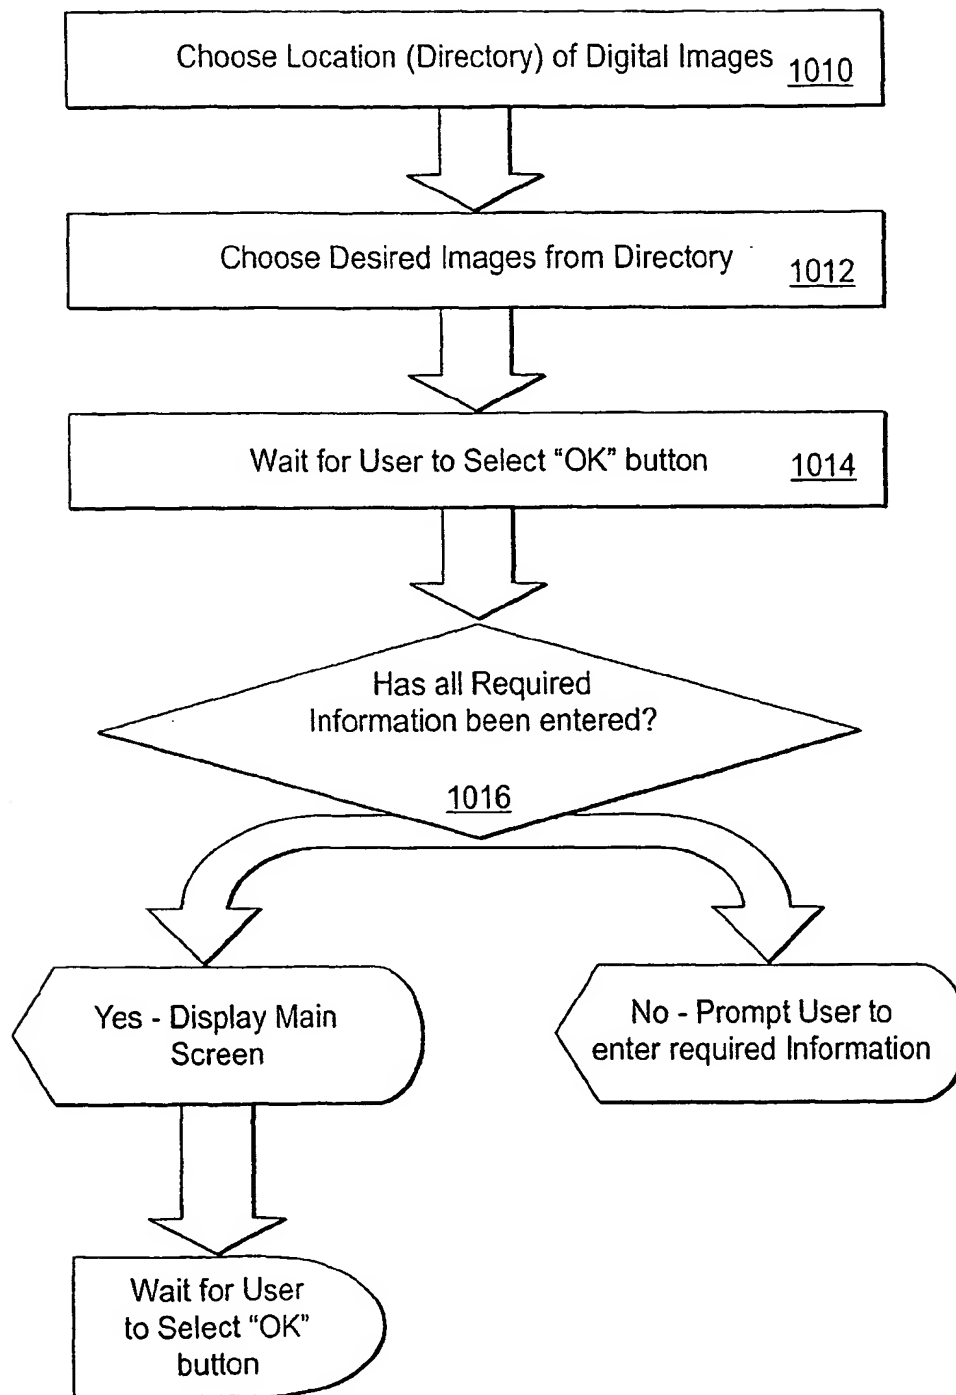 Choose Location (Directory) of Digital Images 1010
Choose Desired Images from Directory 1012
Wait for User to Select “OK” button 1014
Has all Required
Information been entered?
1016
Yes - Display Main
Screen
No - Prompt User to
enter required Information
Wait for User
to Select “OK”
button